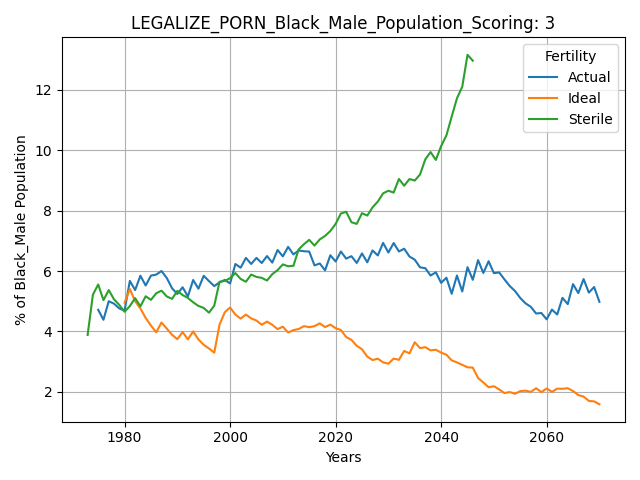 LEGALIZE_PORN_Black_Male_Population_Scoring: 3
Fertility
Actual
Ideal
Sterile
% of Black_Male Population
12
10
8
6
4
2
1980 2000 2020 2040 2060
Years